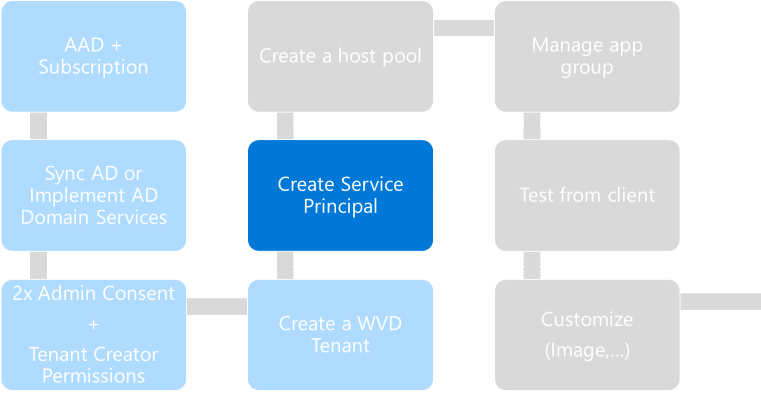 AAD +
Subscription
Sync AD or
Implement AD
Domain Services
2x Admin Consent
+
Tenant Creator
Permissions
Create a WVD
Tenant
Create Service
Principal
Create a host pool
Manage app
group
Test from client
Customize
(Image,...)